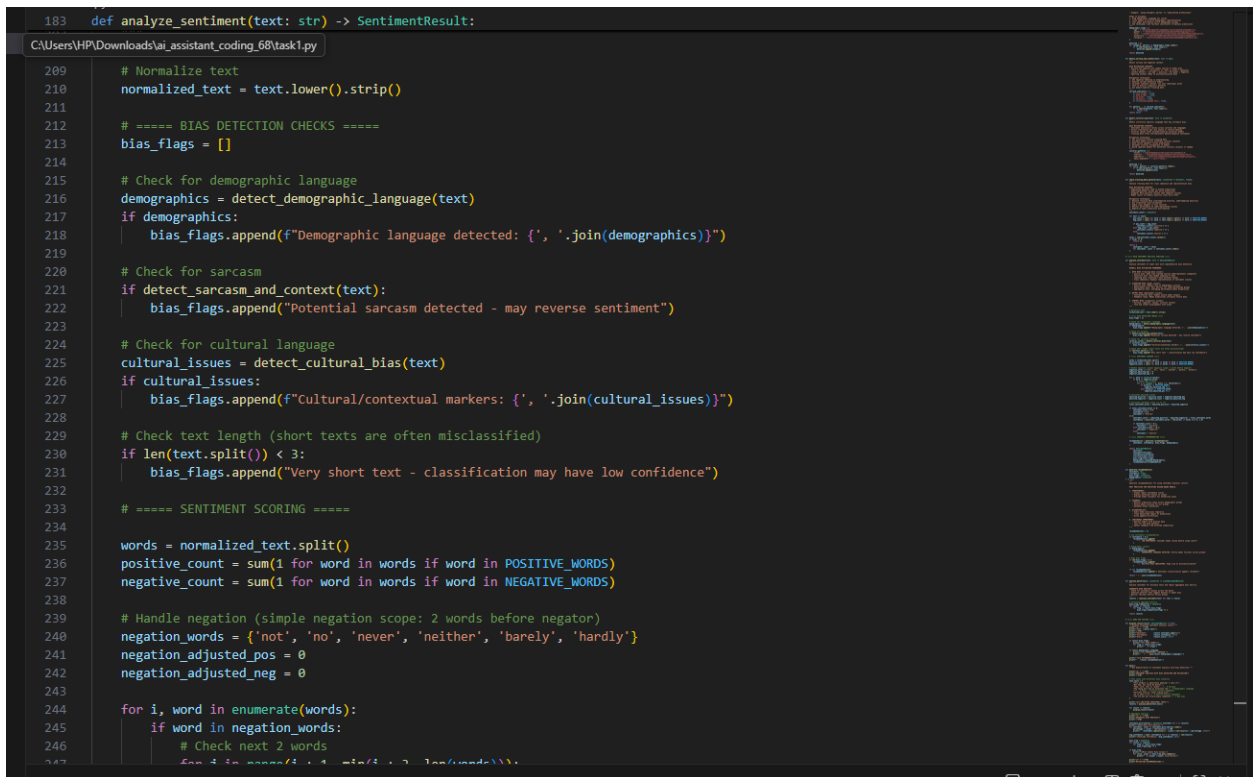 183 def analyze_sentiment(text: str) -> SentimentResult:
C:\Users\HP\Downloads\ai_assistant_coding_68\task1.py
209 # Normalize text
210 normalized_text = text.lower().strip()
211
212 # ===== BIAS DETECTION CHECKS =====
213 bias_flags = []
214
215 # Check for demographic language
216 demographics = detect_demographic_language(text)
217 if demographics:
218 bias_flags.append(f"Demographic language detected: {', '.join(demographics)}")
219
220 # Check for sarcasm
221 if detect_sarcasm_and_context(text):
222 bias_flags.append("Potential sarcasm detected - may reverse sentiment")
223
224 # Check for cultural language
225 cultural_issues = detect_cultural_bias(text)
226 if cultural_issues:
227 bias_flags.append(f"Cultural/contextual markers: {', '.join(cultural_issues)}")
228
229 # Check text length (short texts are often misclassified)
230 if len(text.split()) < 3:
231 bias_flags.append("Very short text - classification may have low confidence")
232
233 # ===== SENTIMENT SCORING =====
234
235 words = normalized_text.split()
236 positive_count = sum(1 for word in words if word in POSITIVE_WORDS)
237 negative_count = sum(1 for word in words if word in NEGATIVE_WORDS)
238
239 # Handle negation (simple negation scope: 2 words before negator)
240 negation_words = {'not', 'no', 'never', 'neither', 'barely', 'hardly'}
241 negation_adjusted_pos = 0
242 negation_adjusted_neg = 0
243
244 for i, word in enumerate(words):
245 if word in negation_words:
246 # Check next 2 words
247 for j in range(i + 1, min(i + 3, len(words))):